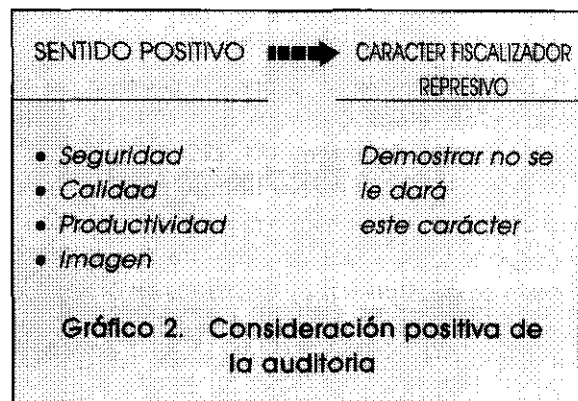 SENTIDO POSITIVO
CARACTER FISCALIZADOR
REPRESIVO
• Seguridad
• Calidad
• Productividad
• Imagen
Demostrar no se
le dará
este carácter
Gráfico 2. Consideración positiva de
la auditoria